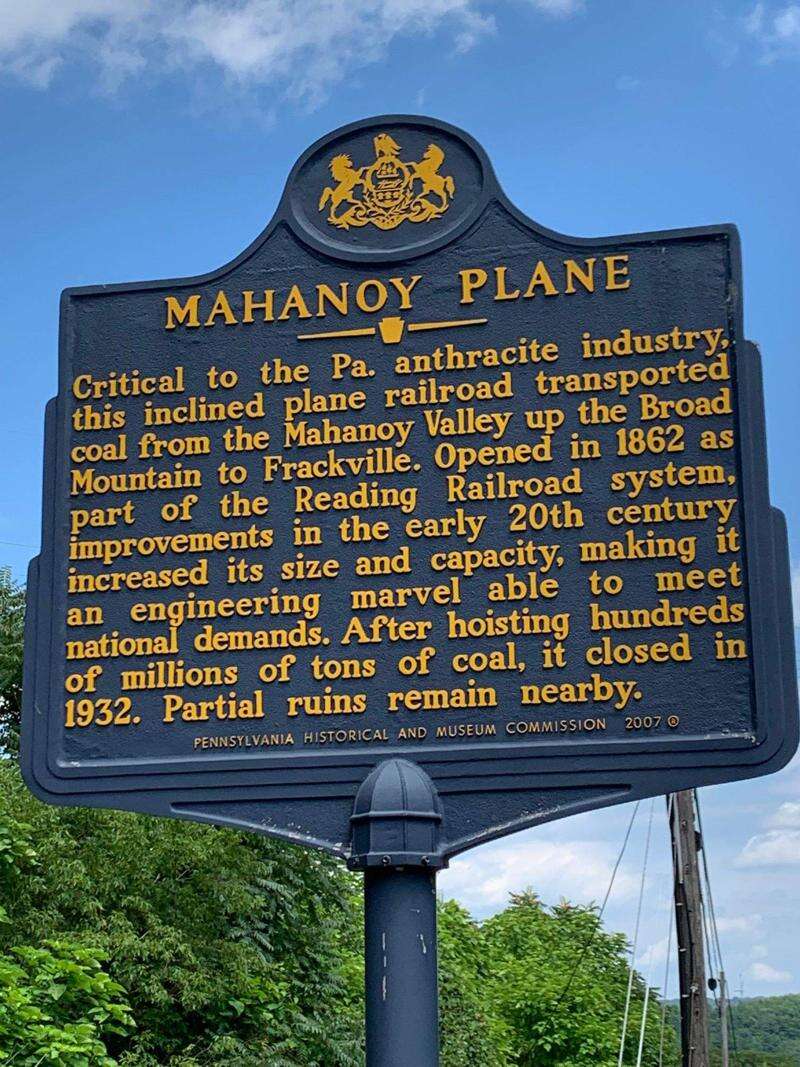 MAHANOY PLANE
Critical to the Pa. anthracite industry,
this inclined plane railroad transported
coal from the Mahanoy Valley up the Broad
Mountain to Frackville. Opened in 1862 as
part of the Reading Railroad system,
improvements in the early 20th century
increased its size and capacity, making it
an engineering marvel able to meet
national demands. After hoisting hundreds
of millions of tons of coal, it closed in
1932. Partial ruins remain nearby.
PENNSYLVANIA HISTORICAL AND MUSEUM COMMISSION 2007 ®